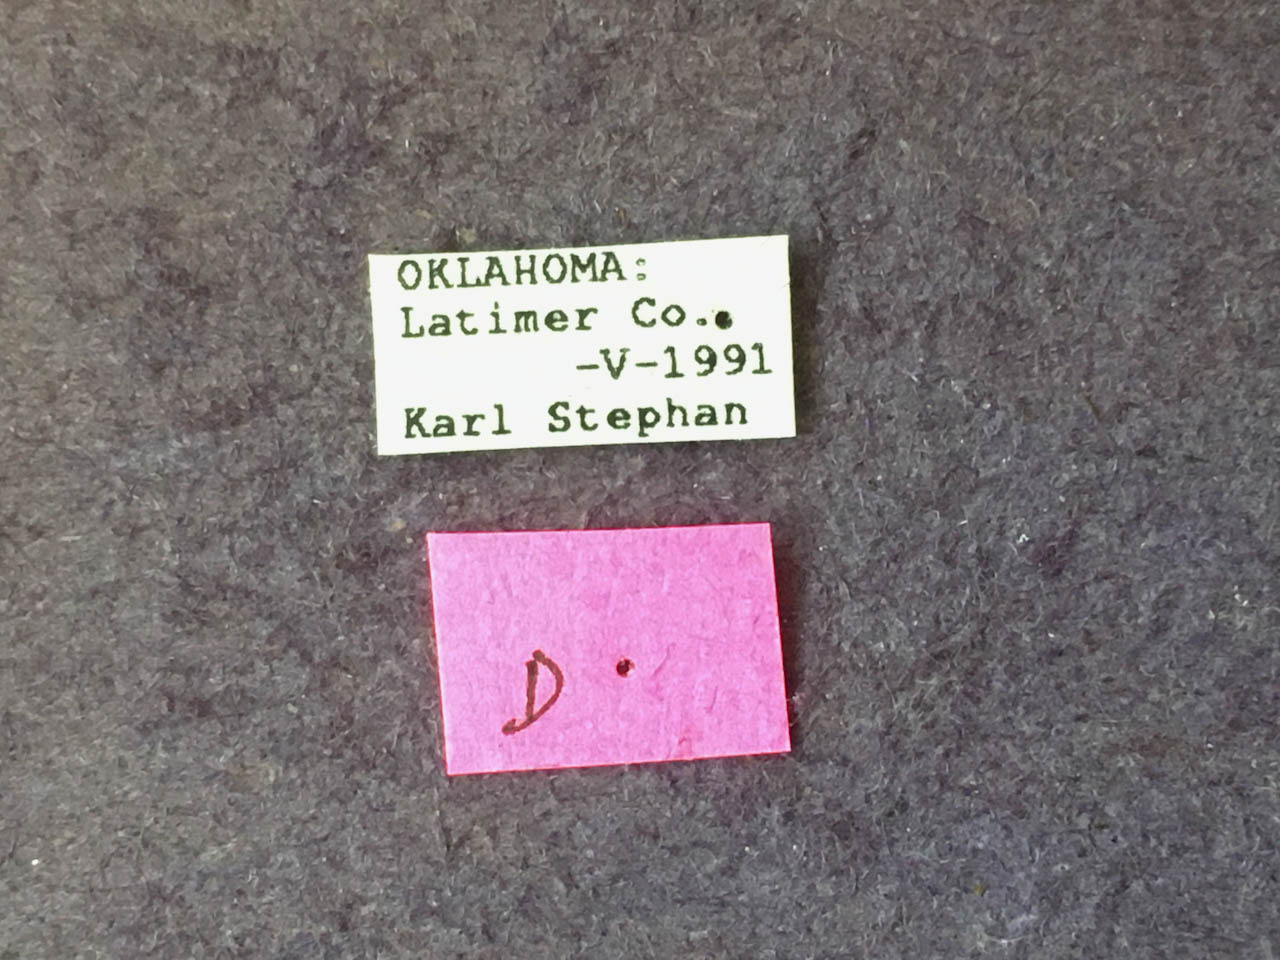 OKLAHOMA:
Latimer Co.
-V-1991
Karl Stephan
D